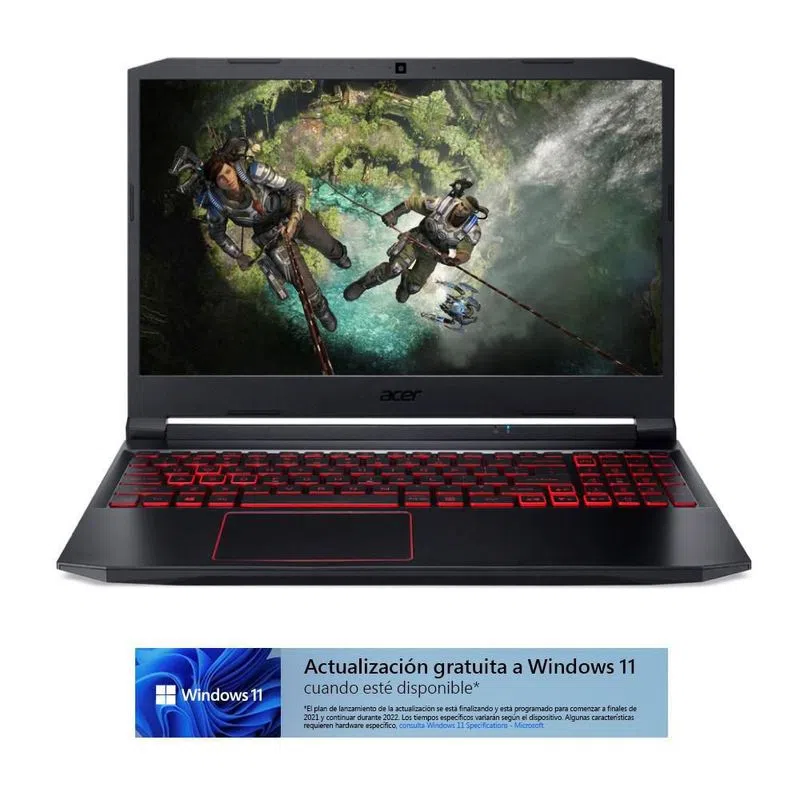 acer
Windows 11
Actualización gratuita a Windows 11
cuando esté disponible*
*El plan de lanzamiento de la actualización se está finalizando y está programado para comenzar a finales de
2021 y continuar durante 2022. Los tiempos específicos variarán según el dispositivo. Algunas características
requieren hardware específico, consulta Windows 11 Specifications - Microsoft